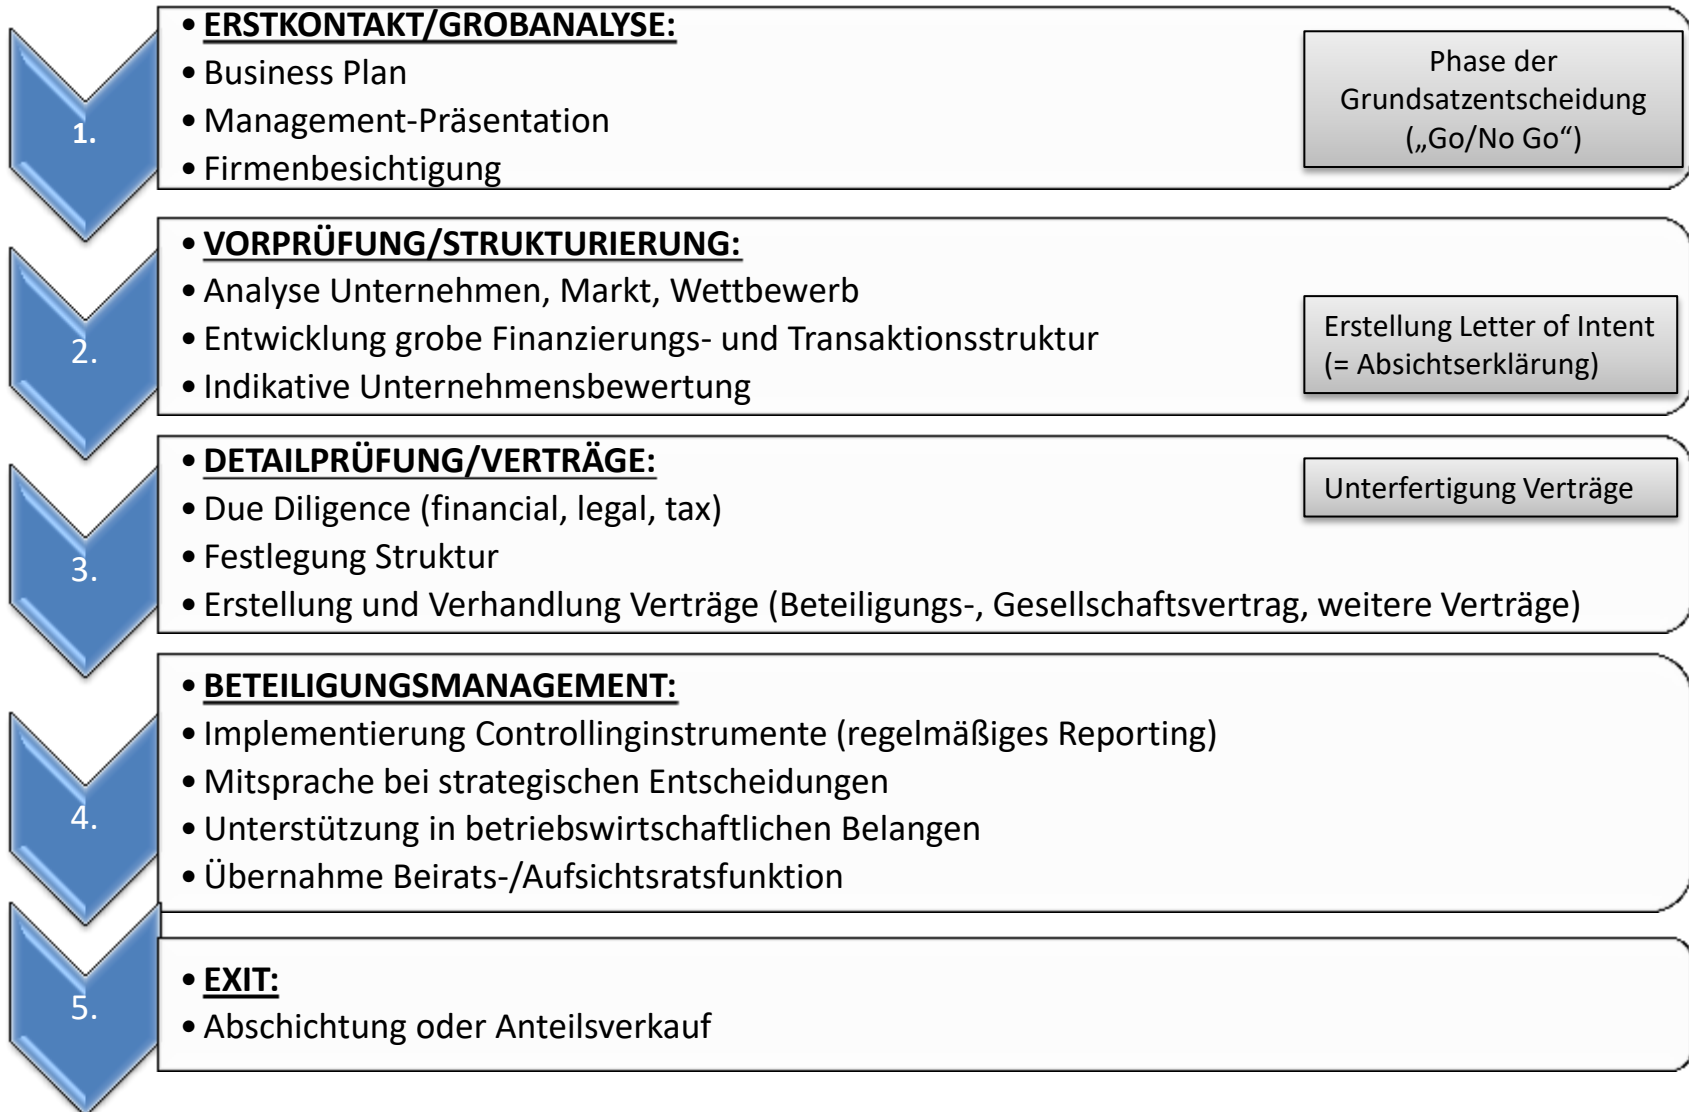 1.
• ERSTKONTAKT/GROBANALYSE:
• Business Plan
• Management-Präsentation
• Firmenbesichtigung
Phase der
Grundsatzentscheidung
(„Go/No Go“)
2.
• VORPRÜFUNG/STRUKTURIERUNG:
• Analyse Unternehmen, Markt, Wettbewerb
• Entwicklung grobe Finanzierungs- und Transaktionsstruktur
• Indikative Unternehmensbewertung
Erstellung Letter of Intent
(= Absichtserklärung)
3.
• DETAILPRÜFUNG/VERTRÄGE:
• Due Diligence (financial, legal, tax)
• Festlegung Struktur
• Erstellung und Verhandlung Verträge (Beteiligungs-, Gesellschaftsvertrag, weitere Verträge)
Unterfertigung Verträge
4.
• BETEILIGUNGSMANAGEMENT:
• Implementierung Controllinginstrumente (regelmäßiges Reporting)
• Mitsprache bei strategischen Entscheidungen
• Unterstützung in betriebswirtschaftlichen Belangen
• Übernahme Beirats-/Aufsichtsratsfunktion
5.
• EXIT:
• Abschichtung oder Anteilsverkauf